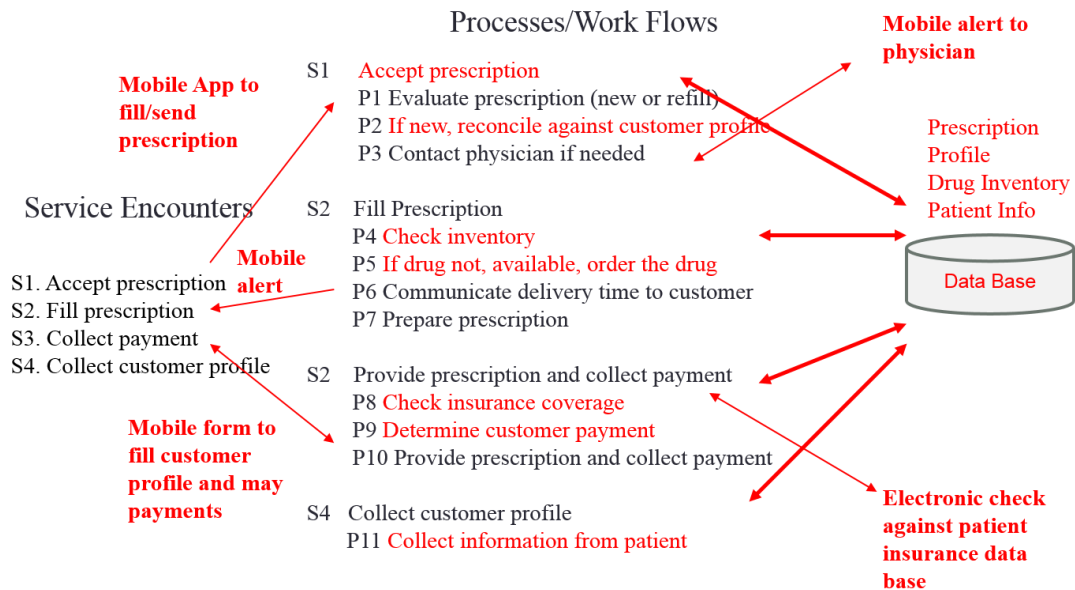 Processes/Work Flows
Mobile alert to
physician
Mobile App to
fill/send
prescription
S1 Accept prescription
P1 Evaluate prescription (new or refill)
P2 If new, reconcile against customer profile
P3 Contact physician if needed
Prescription
Profile
Drug Inventory
Patient Info
Data Base
Service Encounters
S1. Accept prescription
S2. Fill prescription
S3. Collect payment
S4. Collect customer profile
Mobile
alert
S2 Fill Prescription
P4 Check inventory
P5 If drug not, available, order the drug
P6 Communicate delivery time to customer
P7 Prepare prescription
S2 Provide prescription and collect payment
P8 Check insurance coverage
P9 Determine customer payment
P10 Provide prescription and collect payment
Mobile form to
fill customer
profile and may
payments
S4 Collect customer profile
P11 Collect information from patient
Electronic check
against patient
insurance data
base